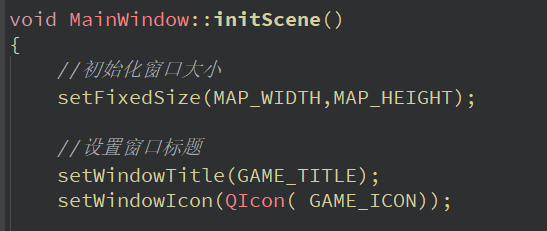 void MainWindow::initScene()
{
//初始化窗口大小
setFixedSize(MAP_WIDTH,MAP_HEIGHT);
//设置窗口标题
setWindowTitle(GAME_TITLE);
setWindowIcon(QIcon( GAME_ICON));